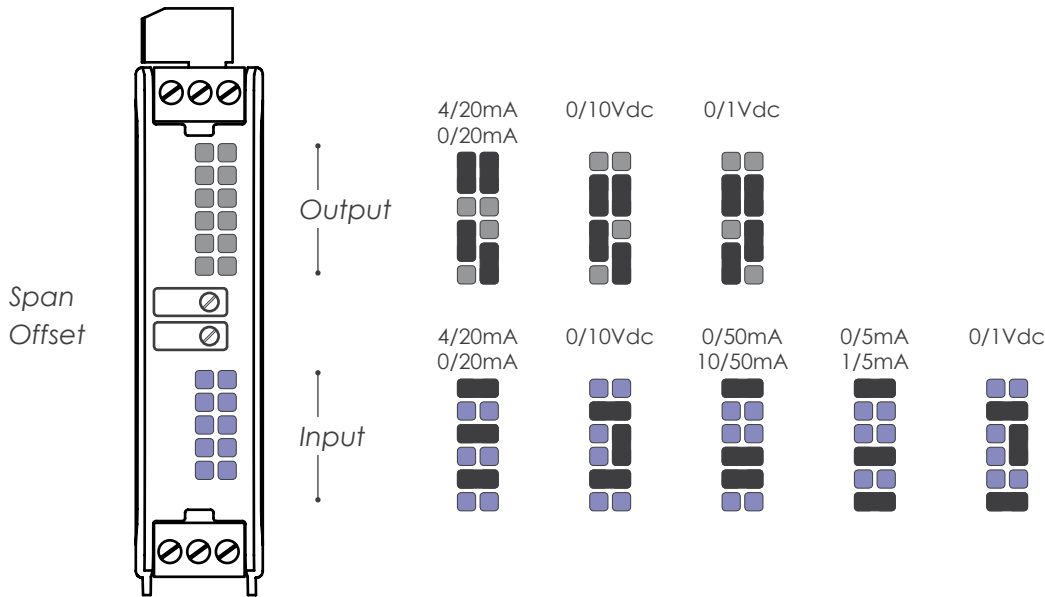 4/20mA 0/10Vdc 0/1Vdc
0/20mA
Output
Span
Offset
4/20mA 0/10Vdc 0/50mA 0/5mA 0/1Vdc
0/20mA 10/50mA 1/5mA
Input